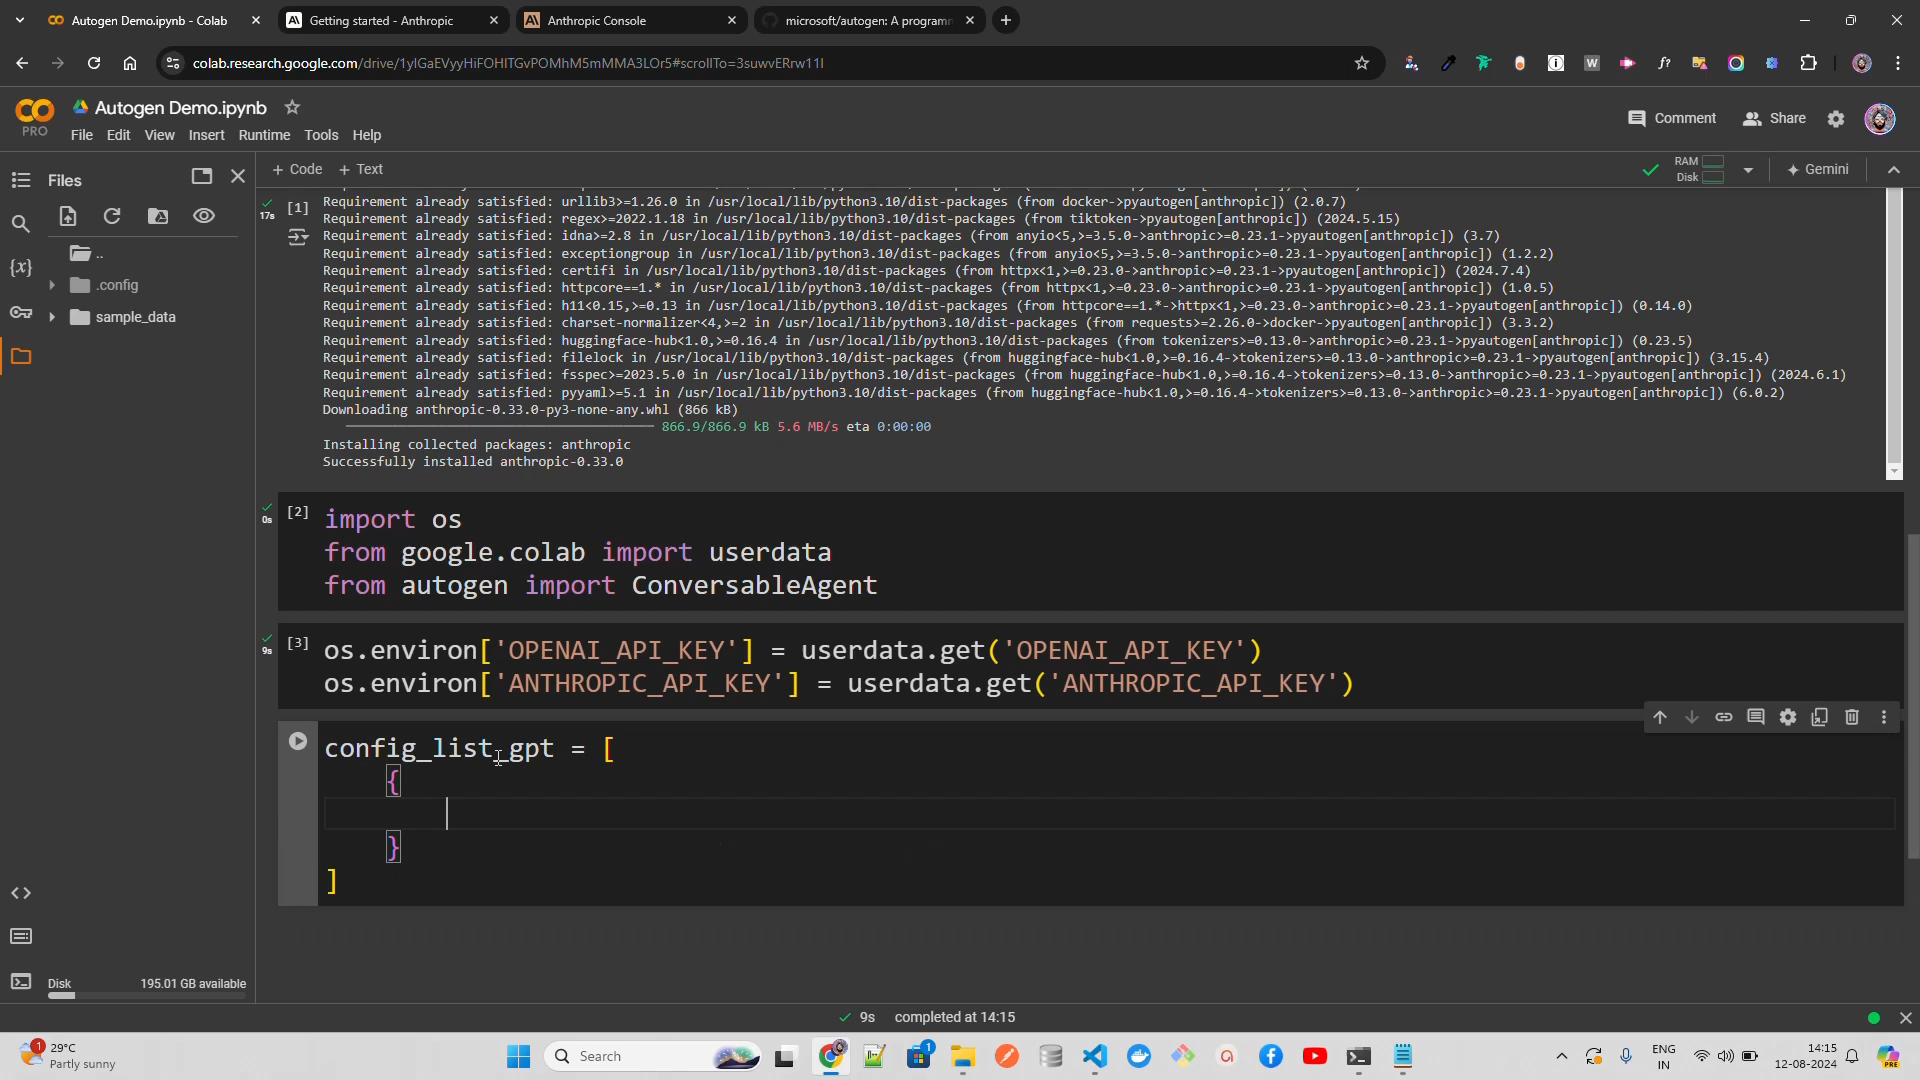 Autogen Demo.ipynb - Colab
Getting started - Anthropic
Anthropic Console
microsoft/autogen: A programm
colab.research.google.com/drive/1ylGaEVyyHiFOHlTGvPOMhM5mMMA3LOr5#scrollTo=3suwvERrw11l
PRO
Autogen Demo.ipynb
File Edit View Insert Runtime Tools Help
Comment
Share
Files
+ Code + Text
RAM
Disk
Gemini
..
.config
sample_data
17s
[1]
Requirement already satisfied: urllib3>=1.26.0 in /usr/local/lib/python3.10/dist-packages (from docker->pyautogen[anthropic]) (2.0.7)
Requirement already satisfied: regex>=2022.1.18 in /usr/local/lib/python3.10/dist-packages (from tiktoken->pyautogen[anthropic]) (2024.5.15)
Requirement already satisfied: idna>=2.8 in /usr/local/lib/python3.10/dist-packages (from anyio<5,>=3.5.0->anthropic>=0.23.1->pyautogen[anthropic]) (3.7)
Requirement already satisfied: exceptiongroup in /usr/local/lib/python3.10/dist-packages (from anyio<5,>=3.5.0->anthropic>=0.23.1->pyautogen[anthropic]) (1.2.2)
Requirement already satisfied: certifi in /usr/local/lib/python3.10/dist-packages (from httpx<1,>=0.23.0->anthropic>=0.23.1->pyautogen[anthropic]) (2024.7.4)
Requirement already satisfied: httpcore==1.* in /usr/local/lib/python3.10/dist-packages (from httpx<1,>=0.23.0->anthropic>=0.23.1->pyautogen[anthropic]) (1.0.5)
Requirement already satisfied: h11<0.15,>=0.13 in /usr/local/lib/python3.10/dist-packages (from httpcore==1.*->httpx<1,>=0.23.0->anthropic>=0.23.1->pyautogen[anthropic]) (0.14.0)
Requirement already satisfied: charset-normalizer<4,>=2 in /usr/local/lib/python3.10/dist-packages (from requests>=2.26.0->docker->pyautogen[anthropic]) (3.3.2)
Requirement already satisfied: huggingface-hub<1.0,>=0.16.4 in /usr/local/lib/python3.10/dist-packages (from tokenizers>=0.13.0->anthropic>=0.23.1->pyautogen[anthropic]) (0.23.5)
Requirement already satisfied: filelock in /usr/local/lib/python3.10/dist-packages (from huggingface-hub<1.0,>=0.16.4->tokenizers>=0.13.0->anthropic>=0.23.1->pyautogen[anthropic]) (3.15.4)
Requirement already satisfied: fsspec>=2023.5.0 in /usr/local/lib/python3.10/dist-packages (from huggingface-hub<1.0,>=0.16.4->tokenizers>=0.13.0->anthropic>=0.23.1->pyautogen[anthropic]) (2024.6.1)
Requirement already satisfied: pyyaml>=5.1 in /usr/local/lib/python3.10/dist-packages (from huggingface-hub<1.0,>=0.16.4->tokenizers>=0.13.0->anthropic>=0.23.1->pyautogen[anthropic]) (6.0.2)
Downloading anthropic-0.33.0-py3-none-any.whl (866 kB)
866.9/866.9 kB 5.6 MB/s eta 0:00:00
Installing collected packages: anthropic
Successfully installed anthropic-0.33.0
0s
[2]
import os
from google.colab import userdata
from autogen import ConversableAgent
9s
[3]
os.environ['OPENAI_API_KEY'] = userdata.get('OPENAI_API_KEY')
os.environ['ANTHROPIC_API_KEY'] = userdata.get('ANTHROPIC_API_KEY')
config_list_gpt = [
{
}
]
Disk 195.01 GB available
9s completed at 14:15
1
29°C
Partly sunny
Search
1
ENG
IN
14:15
12-08-2024
PRE